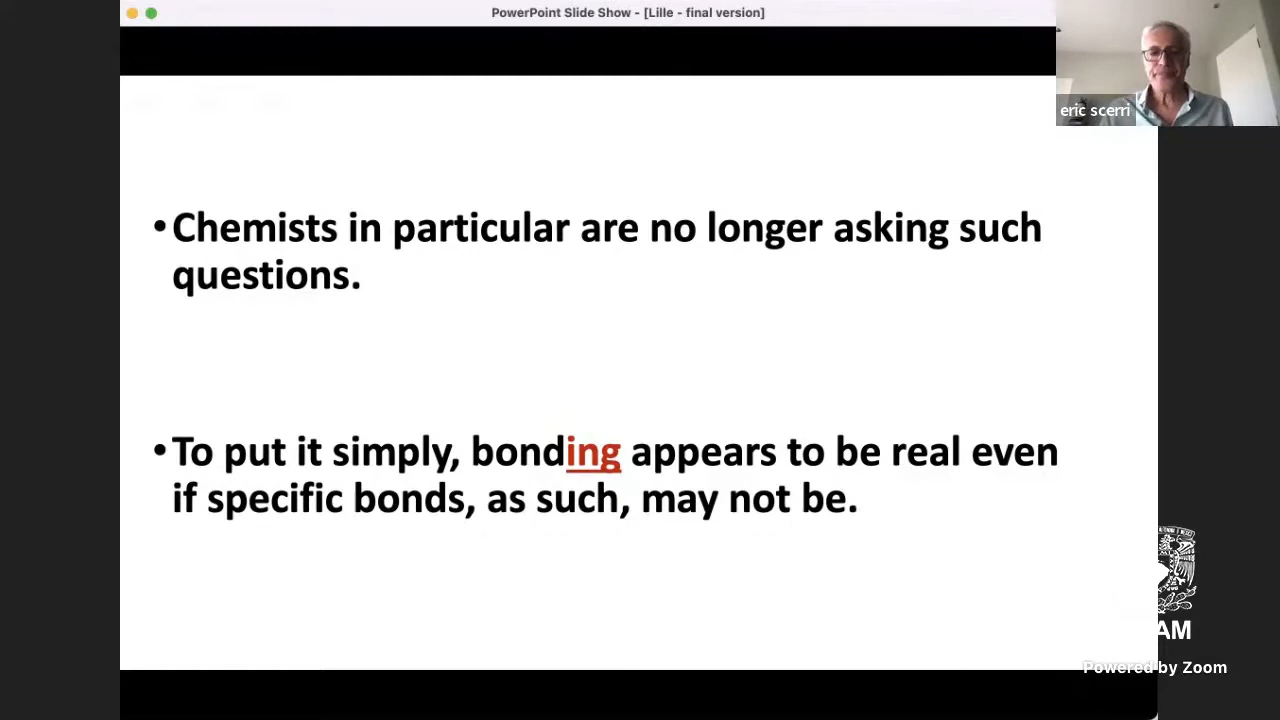 PowerPoint Slide Show - [Lille - final version]
eric scerri
•Chemists in particular are no longer asking such
questions.
•To put it simply, bonding appears to be real even
if specific bonds, as such, may not be.
AM
Powered by Zoom